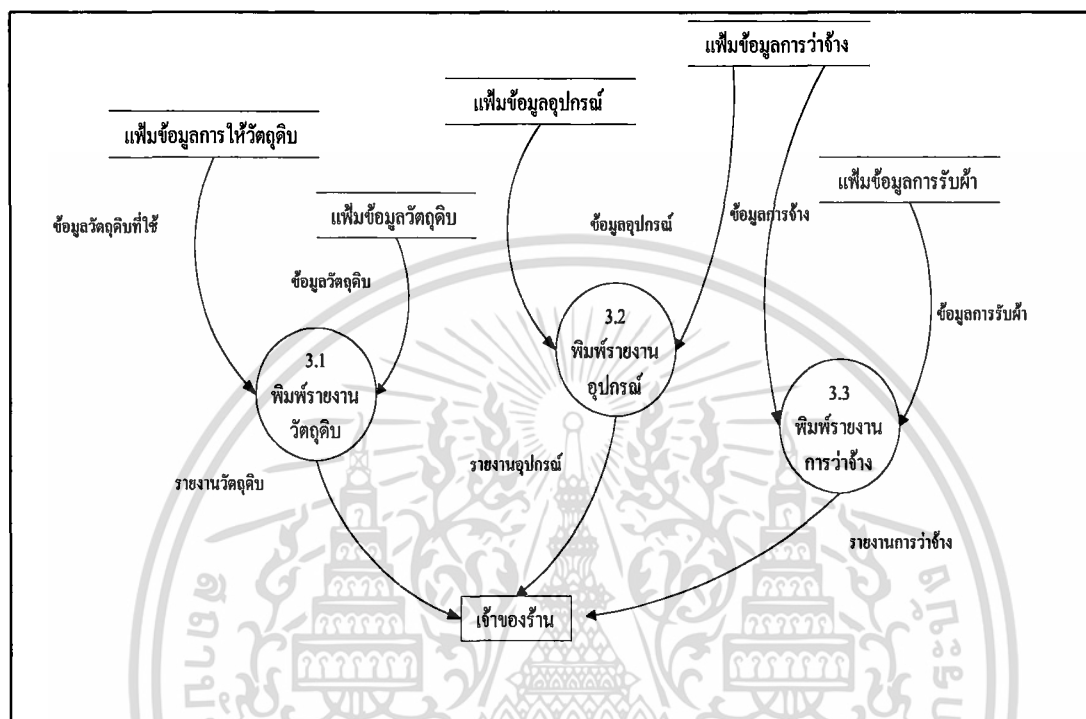 แฟ้มข้อมูลการว่าจ้าง
แฟ้มข้อมูลอุปกรณ์
แฟ้มข้อมูลการให้วัตถุดิบ
แฟ้มข้อมูลการรับผ้า
แฟ้มข้อมูลวัตถุดิบ
ข้อมูลวัตถุดิบที่ใช้
ข้อมูลอุปกรณ์
ข้อมูลการจ้าง
ข้อมูลวัตถุดิบ
ข้อมูลการรับผ้า
3.1
พิมพ์รายงาน
วัตถุดิบ
3.2
พิมพ์รายงาน
อุปกรณ์
3.3
พิมพ์รายงาน
การว่าจ้าง
รายงานวัตถุดิบ
รายงานอุปกรณ์
รายงานการว่าจ้าง
เจ้าของร้าน